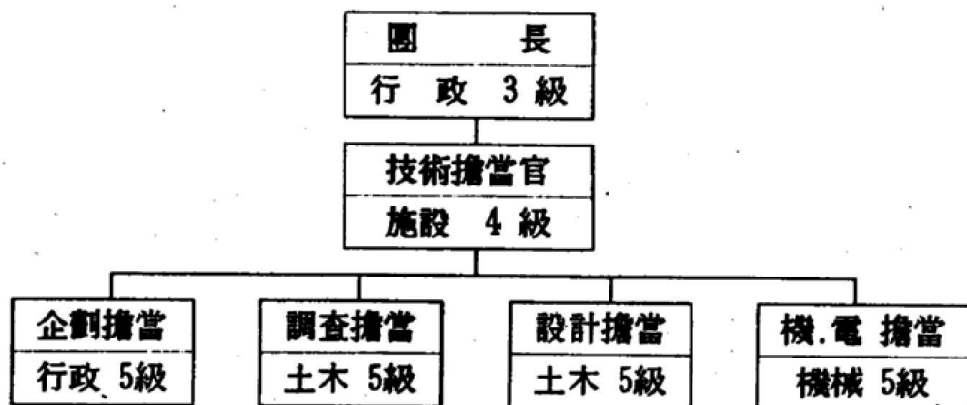 團 長
行 政 3 級
技術擔當官
施設 4 級
企劃擔當
行政 5級
調査擔當
土木 5級
設計擔當
土木 5級
機.電 擔當
機械 5級